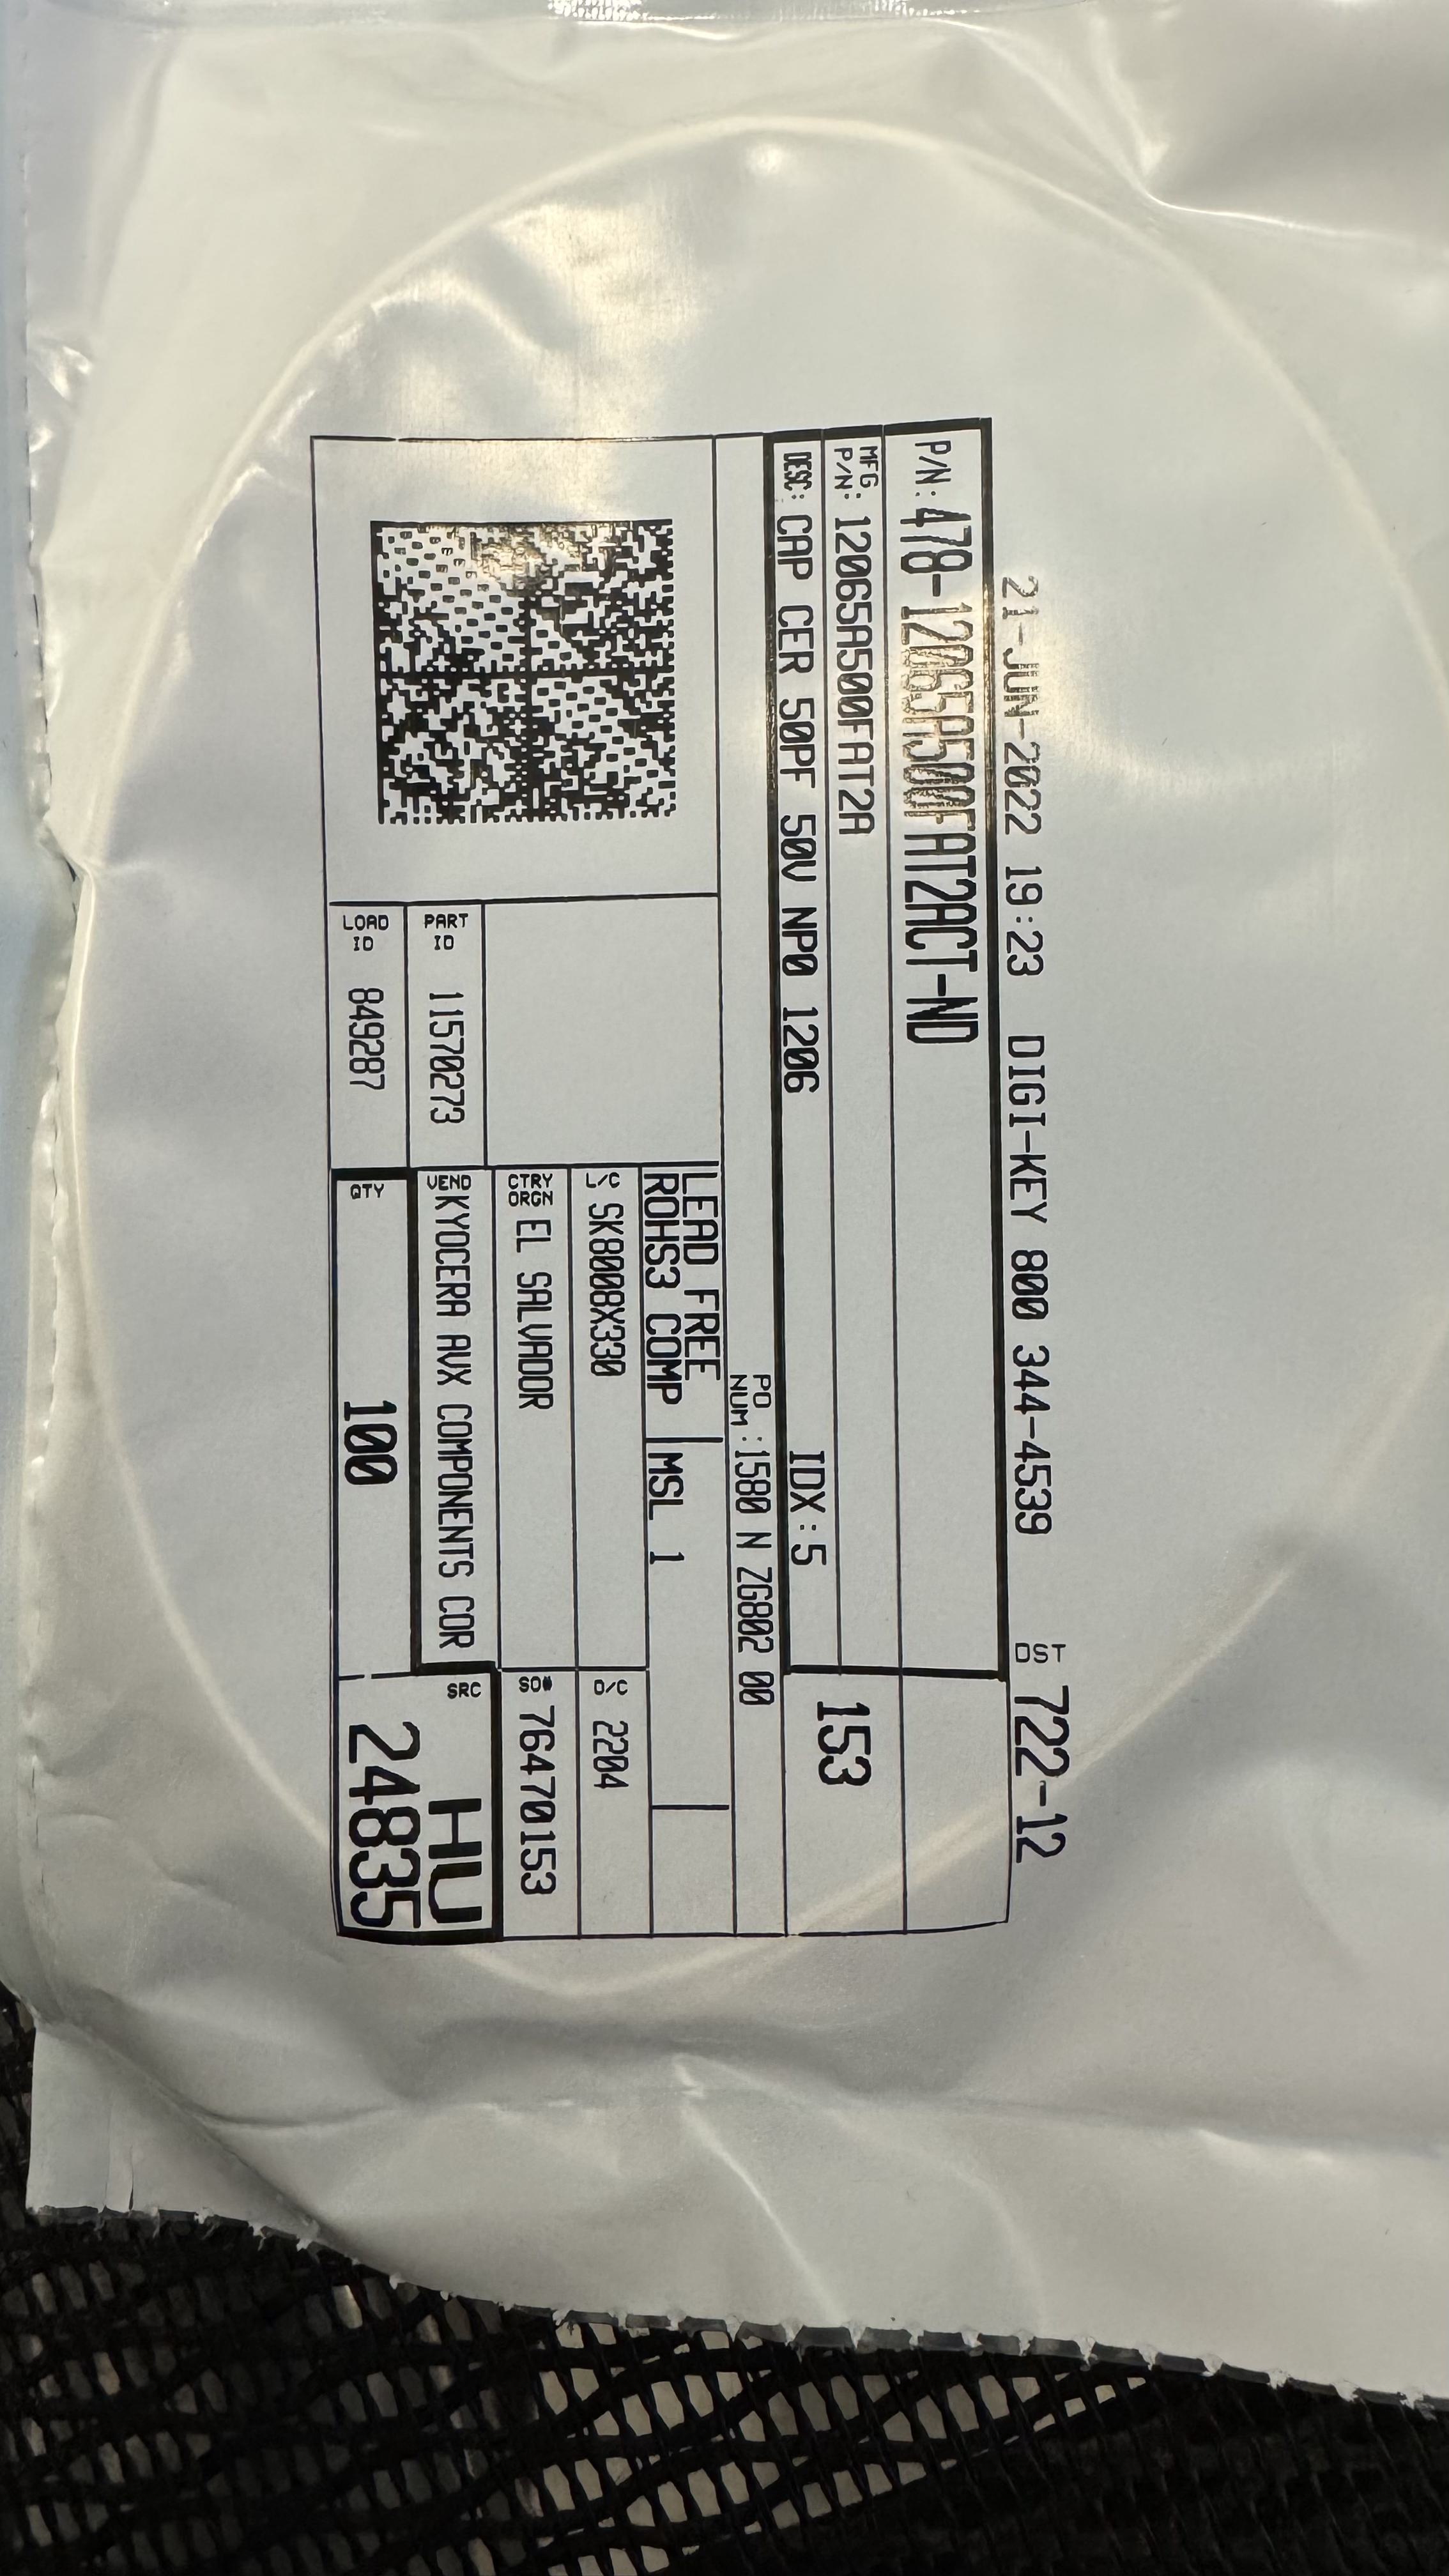 21-JUN-2022 19:23 DIGI-KEY 800 344-4539 DST 722-12
P/N: 478-12065A500FAT2ACT-ND
MFG P/N: 12065A500FAT2A
153
DESC: CAP CER 50PF 50V NP0 1206 IDX:5
PO NUM :1580 N ZG802 00
LEAD FREE
ROHS3 COMP
MSL 1
L/C SK8008X330
D/C 2204
CTRY ORGN EL SALVADOR
SO# 76470153
PART ID 11570273
VEND KYOCERA AVX COMPONENTS COR
SRC HU
24835
LOAD ID 849287
QTY 100